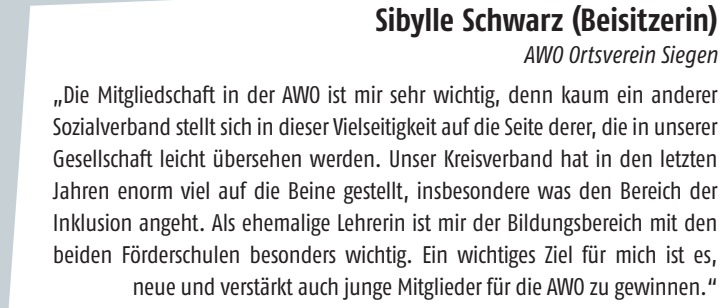 Sibylle Schwarz (Beisitzerin)
AWO Ortsverein Siegen
„Die Mitgliedschaft in der AWO ist mir sehr wichtig, denn kaum ein anderer
Sozialverband stellt sich in dieser Vielseitigkeit auf die Seite derer, die in unserer
Gesellschaft leicht übersehen werden. Unser Kreisverband hat in den letzten
Jahren enorm viel auf die Beine gestellt, insbesondere was den Bereich der
Inklusion angeht. Als ehemalige Lehrerin ist mir der Bildungsbereich mit den
beiden Förderschulen besonders wichtig. Ein wichtiges Ziel für mich ist es,
neue und verstärkt auch junge Mitglieder für die AWO zu gewinnen.“